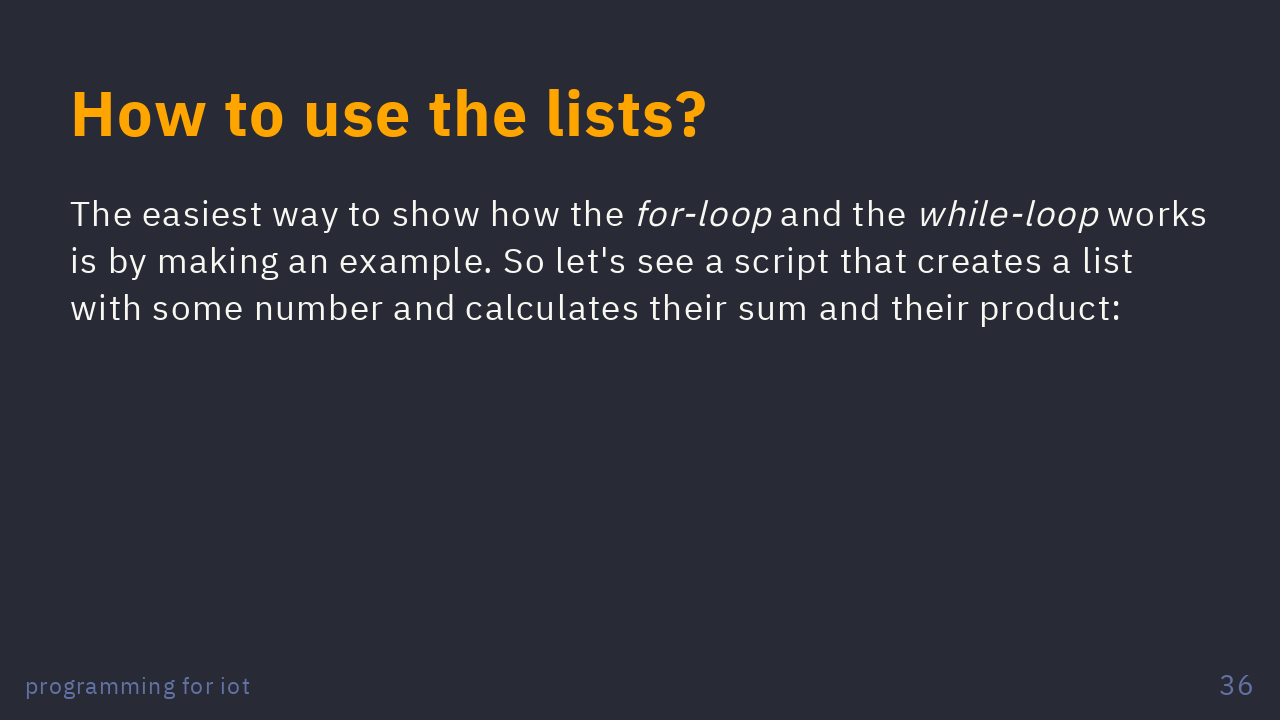 How to use the lists?
The easiest way to show how the for-loop and the while-loop works
is by making an example. So let's see a script that creates a list
with some number and calculates their sum and their product:
programming for iot
36